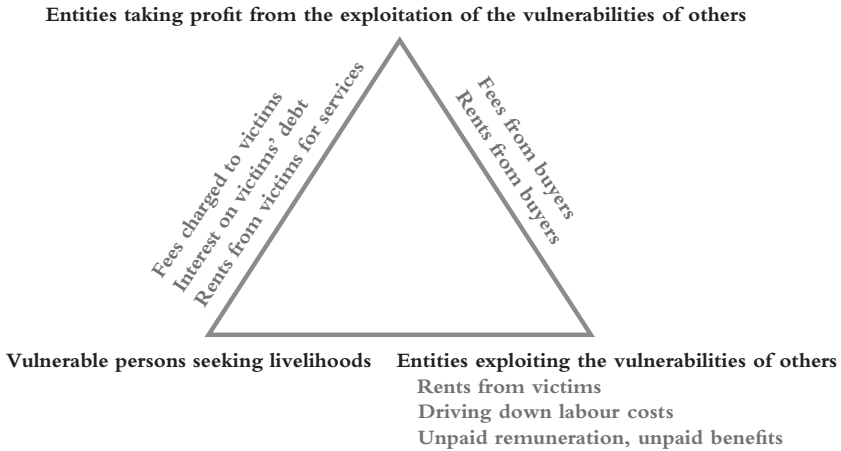 Entities taking profit from the exploitation of the vulnerabilities of others
Fees charged to victims
Interest on victims’ debt
Rents from victims for services
Fees from buyers
Rents from buyers
Vulnerable persons seeking livelihoods
Entities exploiting the vulnerabilities of others
Rents from victims
Driving down labour costs
Unpaid remuneration, unpaid benefits